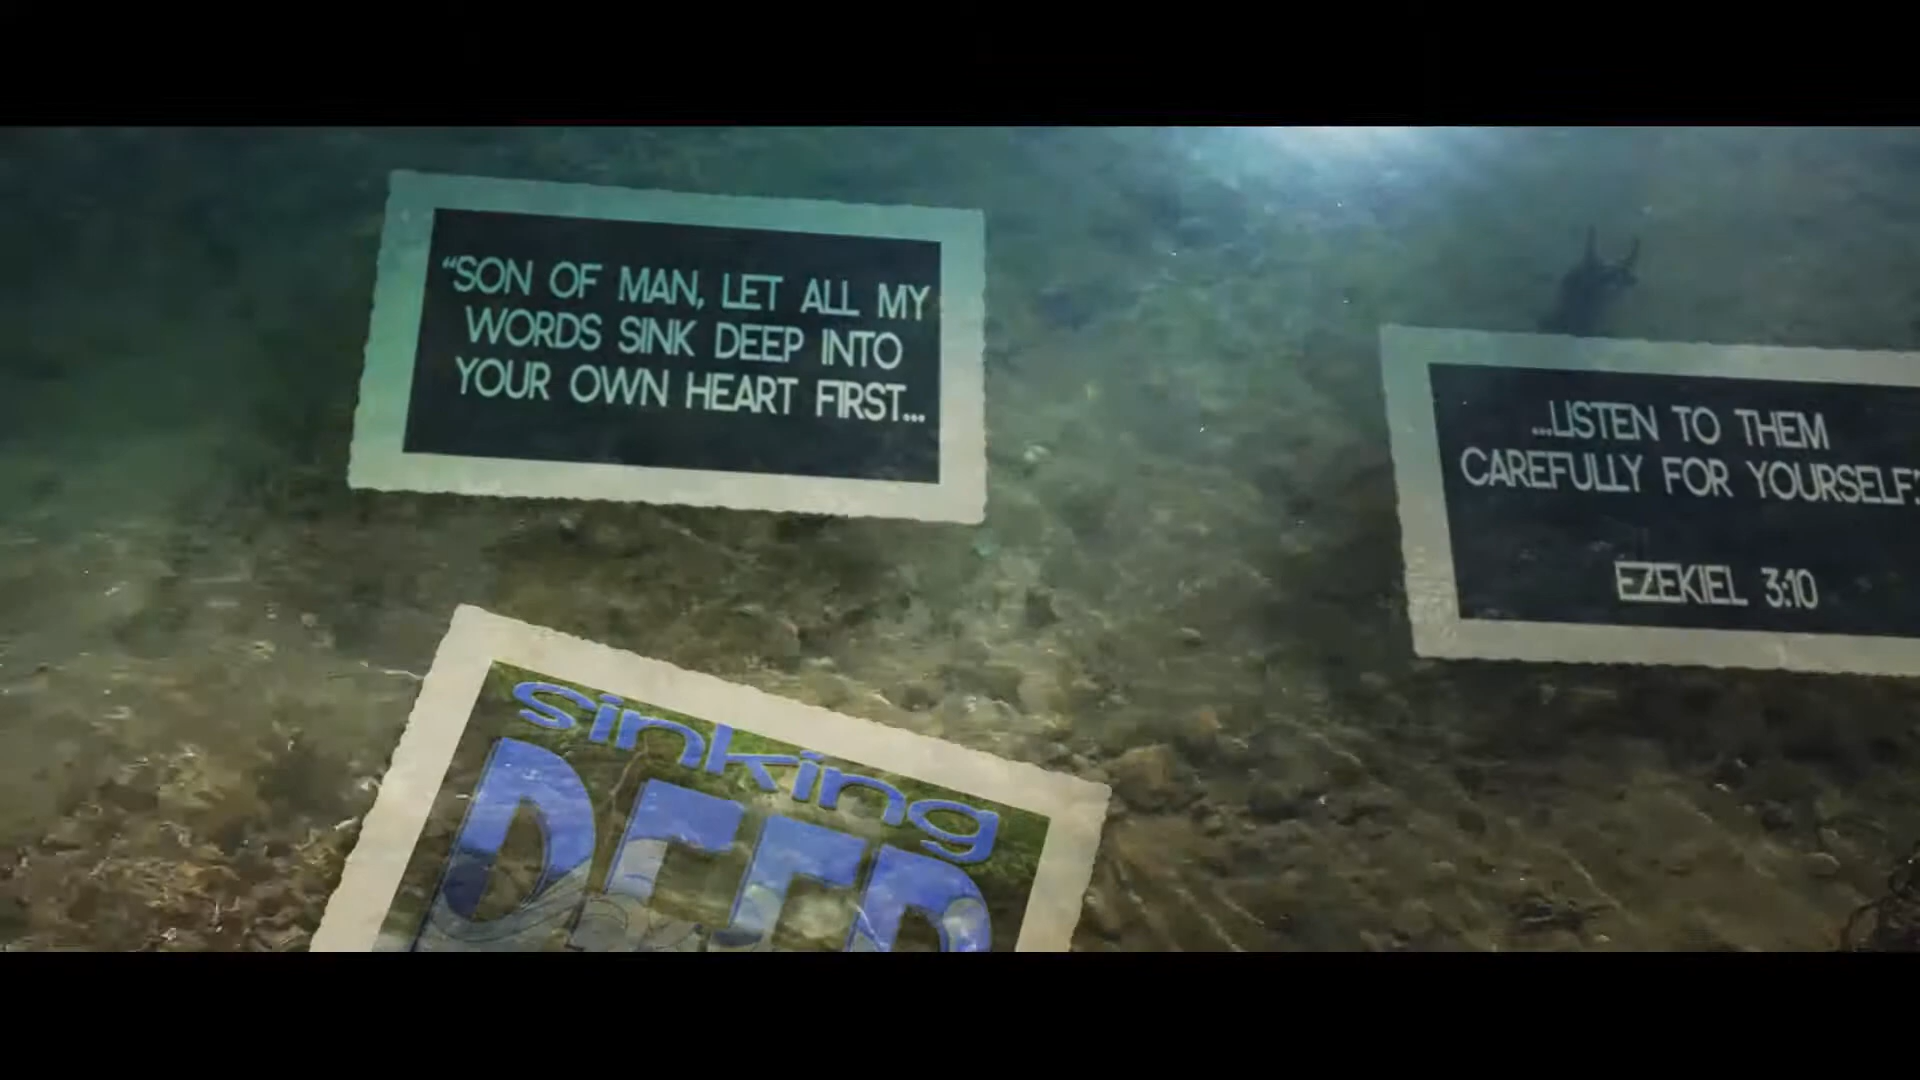 “SON OF MAN, LET ALL MY
WORDS SINK DEEP INTO
YOUR OWN HEART FIRST...
...LISTEN TO THEM
CAREFULLY FOR YOURSELF.”
EZEKIEL 3:10
sinking
DEEP